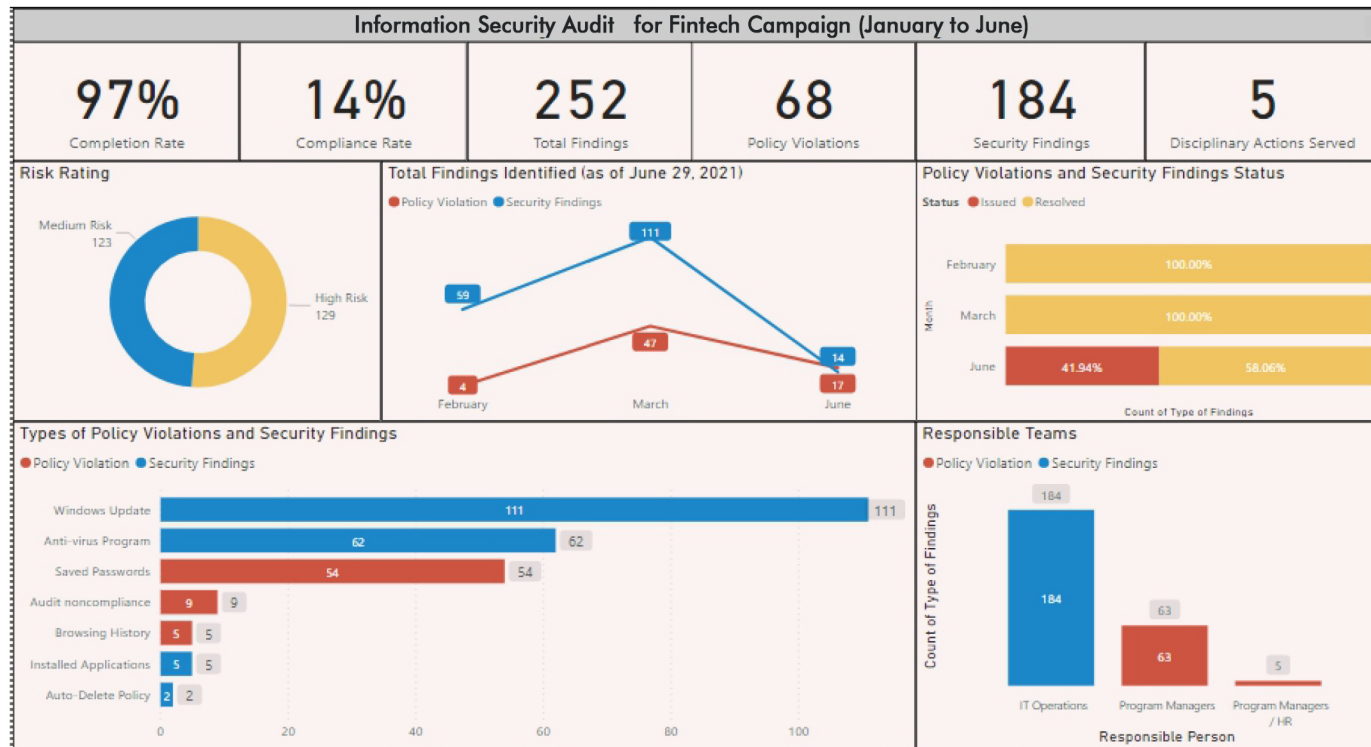 Information Security Audit for Fintech Campaign (January to June)
97%
Completion Rate
14%
Compliance Rate
252
Total Findings
68
Policy Violations
184
Security Findings
5
Disciplinary Actions Served
Risk Rating
Medium Risk
123
High Risk
129
Total Findings Identified (as of June 29, 2021)
Policy Violation Security Findings
111
59
47
14
4
17
February March June
Policy Violations and Security Findings Status
Status Issued Resolved
Month
February 100.00%
March 100.00%
June 41.94% 58.06%
Count of Type of Findings
Types of Policy Violations and Security Findings
Policy Violation Security Findings
Windows Update 111 111
Anti-virus Program 62 62
Saved Passwords 54 54
Audit noncompliance 9 9
Browsing History 5 5
Installed Applications 5 5
Auto-Delete Policy 2 2
0 20 40 60 80 100
Responsible Teams
Policy Violation Security Findings
Count of Type of Findings
184
184
63
63
5
IT Operations Program Managers Program Managers
/ HR
Responsible Person